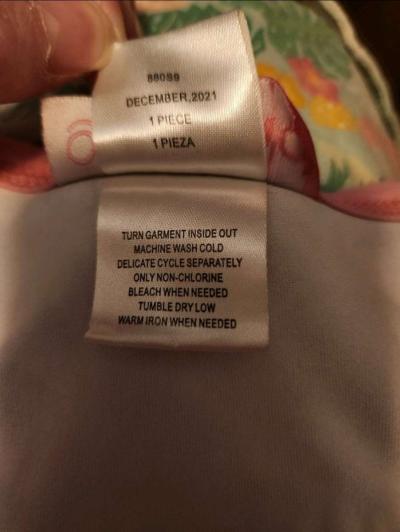 88089
DECEMBER,2021
1 PIECE
1 PIEZA
TURN GARMENT INSIDE OUT
MACHINE WASH COLD
DELICATE CYCLE SEPARATELY
ONLY NON-CHLORINE
BLEACH WHEN NEEDED
TUMBLE DRY LOW
WARM IRON WHEN NEEDED